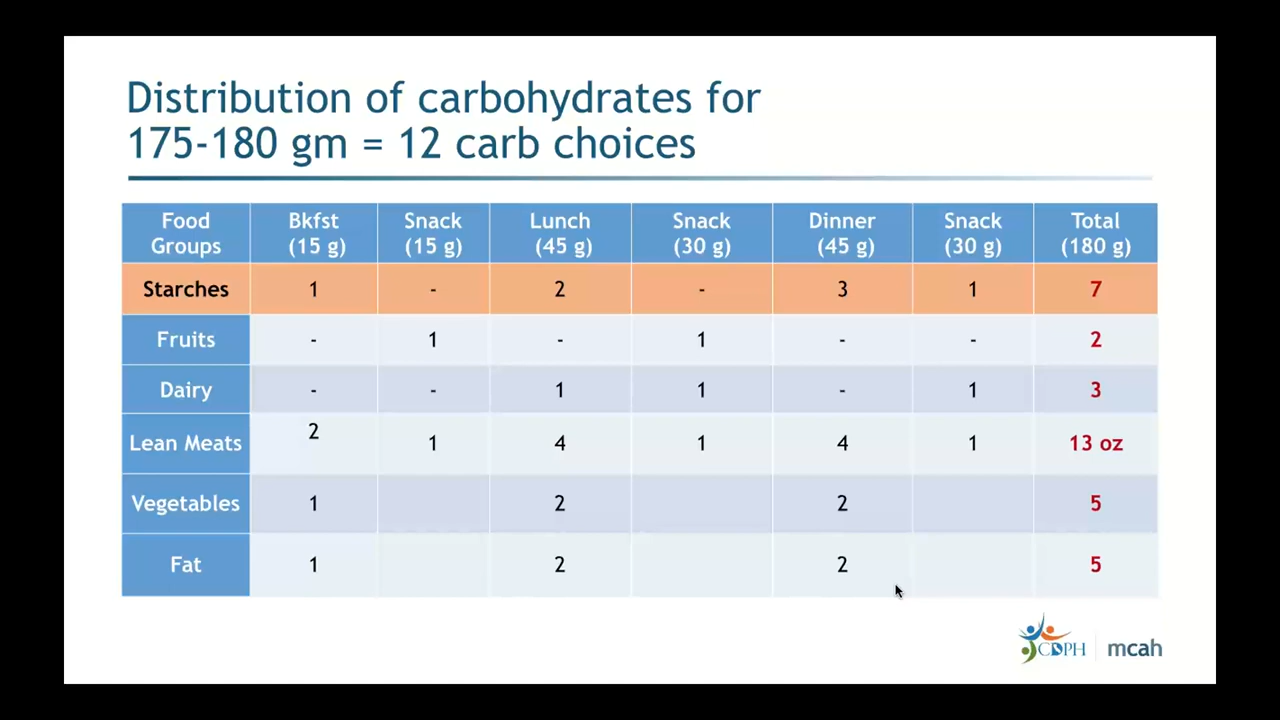 Distribution of carbohydrates for
175-180 gm = 12 carb choices
Food Groups Bkfst (15 g) Snack (15 g) Lunch (45 g) Snack (30 g) Dinner (45 g) Snack (30 g) Total (180 g)
Starches 1 - 2 - 3 1 7
Fruits - 1 - 1 - - 2
Dairy - - 1 1 - 1 3
Lean Meats 2 1 4 1 4 1 13 oz
Vegetables 1 2 2 5
Fat 1 2 2 5
CDPH mcah